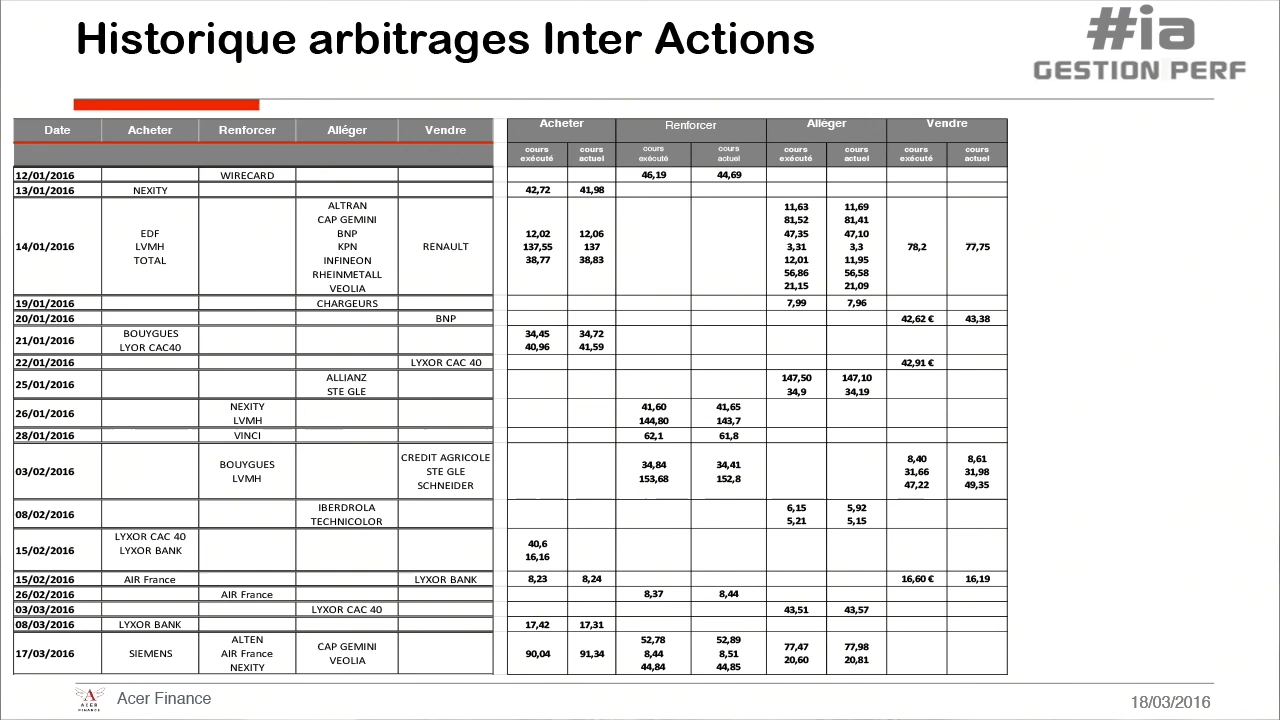 Historique arbitrages Inter Actions
#ia
GESTION PERF
Date Acheter Renforcer Alléger Vendre Acheter Renforcer Alléger Vendre
cours exécuté cours actuel cours exécuté cours actuel cours exécuté cours actuel cours exécuté cours actuel
12/01/2016 WIRECARD 46,19 44,69
13/01/2016 NEXITY 42,72 41,98
ALTRAN 11,63 11,69
CAP GEMINI 81,52 81,41
EDF BNP 12,02 12,06 47,35 47,10
14/01/2016 LVMH KPN RENAULT 137,55 137 3,31 3,3 78,2 77,75
TOTAL INFINEON 38,77 38,83 12,01 11,95
RHEINMETALL 56,86 56,58
VEOLIA 21,15 21,09
19/01/2016 CHARGEURS 7,99 7,96
20/01/2016 BNP 42,62 € 43,38
21/01/2016 BOUYGUES 34,45 34,72
LYOR CAC40 40,96 41,59
22/01/2016 LYXOR CAC 40 42,91 €
25/01/2016 ALLIANZ 147,50 147,10
STE GLE 34,9 34,19
26/01/2016 NEXITY 41,60 41,65
LVMH 144,80 143,7
28/01/2016 VINCI 62,1 61,8
CREDIT AGRICOLE 8,40 8,61
03/02/2016 BOUYGUES STE GLE 34,84 34,41 31,66 31,98
LVMH SCHNEIDER 153,68 152,8 47,22 49,35
08/02/2016 IBERDROLA 6,15 5,92
TECHNICOLOR 5,21 5,15
15/02/2016 LYXOR CAC 40 40,6
LYXOR BANK 16,16
15/02/2016 AIR France LYXOR BANK 8,23 8,24 16,60 € 16,19
26/02/2016 AIR France 8,37 8,44
03/03/2016 LYXOR CAC 40 43,51 43,57
08/03/2016 LYXOR BANK 17,42 17,31
ALTEN CAP GEMINI 52,78 52,89 77,47 77,98
17/03/2016 SIEMENS AIR France VEOLIA 90,04 91,34 8,44 8,51 20,60 20,81
NEXITY 44,84 44,85
A
ACER
FINANCE
Acer Finance
18/03/2016